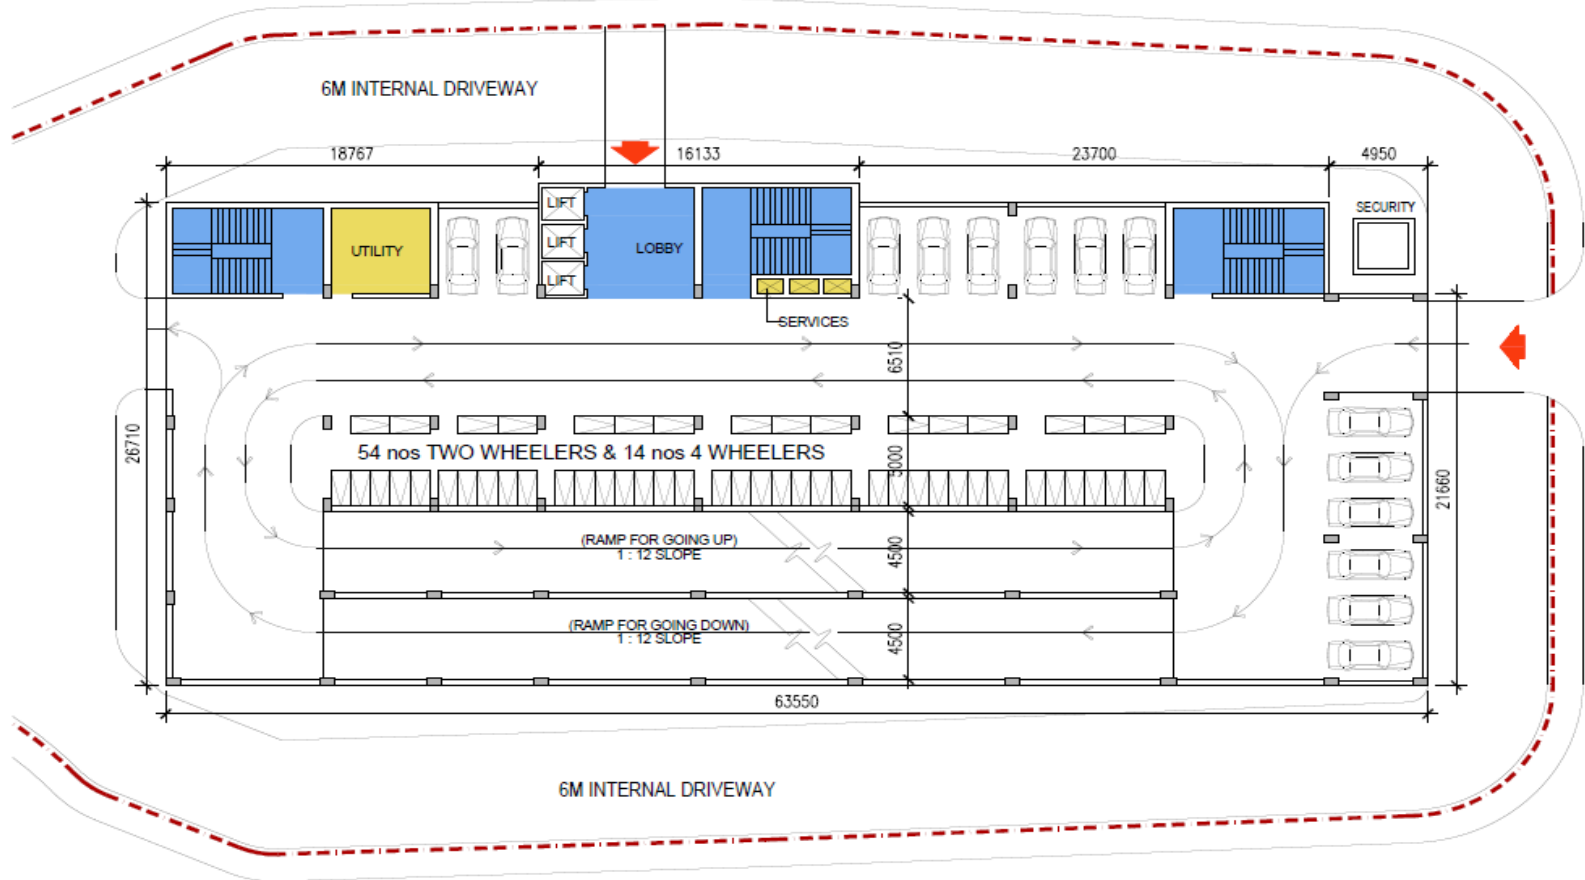 6M INTERNAL DRIVEWAY
18767
16133
23700
4950
SECURITY
LIFT
LIFT
LIFT
LOBBY
UTILITY
SERVICES
6510
26710
54 nos TWO WHEELERS & 14 nos 4 WHEELERS
5000
21660
(RAMP FOR GOING UP)
1 : 12 SLOPE
4500
(RAMP FOR GOING DOWN)
1 : 12 SLOPE
4500
63550
6M INTERNAL DRIVEWAY